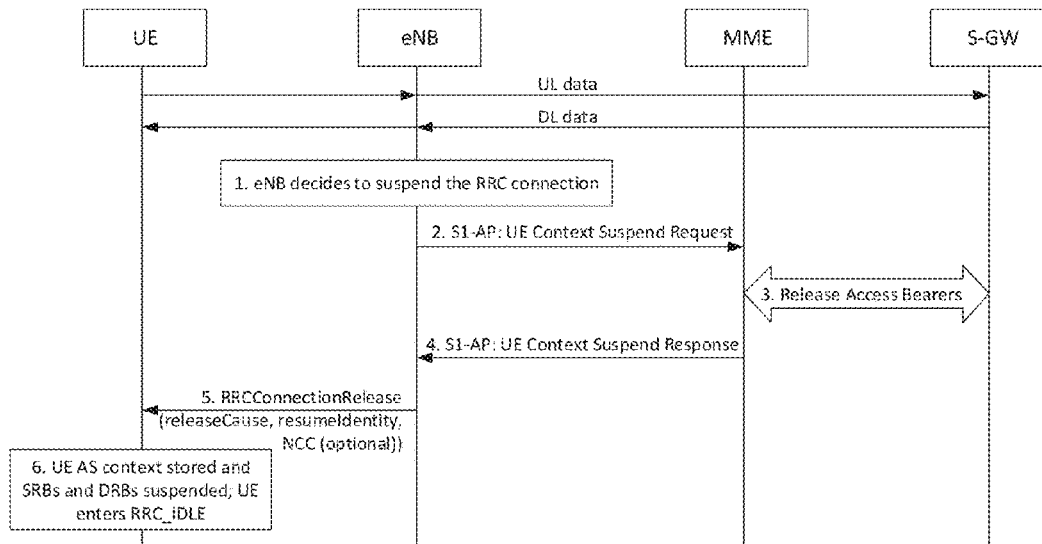 UE
eNB
MME
S-GW
UL data
DL data
1. eNB decides to suspend the RRC connection
2. S1-AP: UE Context Suspend Request
3. Release Access Bearers
4. S1-AP: UE Context Suspend Response
5. RRCConnectionRelease
(releaseCause, resumeIdentity,
NCC (optional))
6. UE AS context stored and
SRBs and DRBs suspended; UE
enters RRC_IDLE